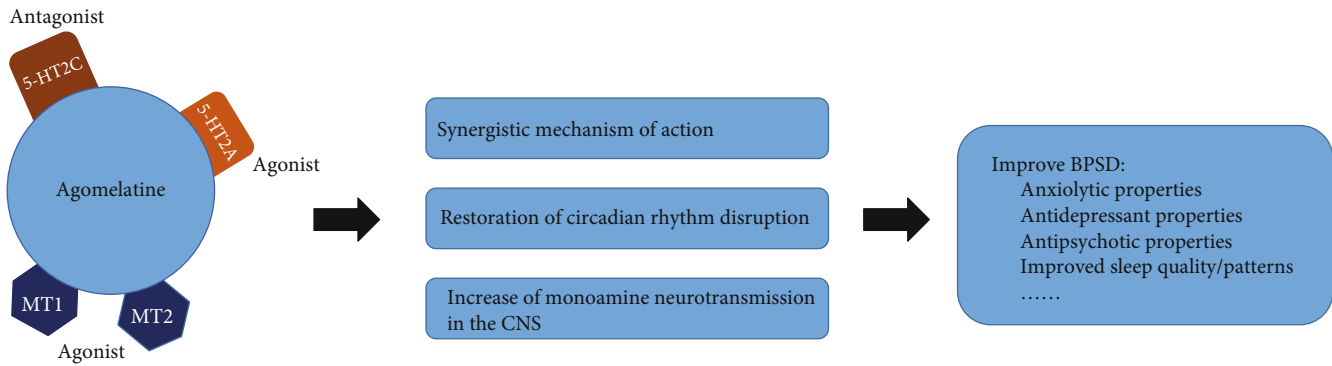 Antagonist
5-HT2C
5-HT2A
Agonist
Agomelatine
MT1
MT2
Agonist
Synergistic mechanism of action
Restoration of circadian rhythm disruption
Increase of monoamine neurotransmission
in the CNS
Improve BPSD:
Anxiolytic properties
Antidepressant properties
Antipsychotic properties
Improved sleep quality/patterns
……